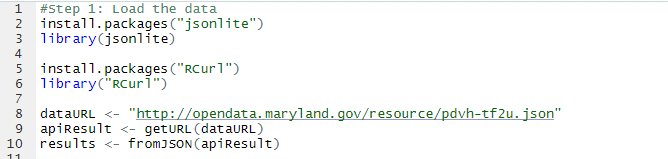 1 #Step 1: Load the data
2 install.packages("jsonlite")
3 library(jsonlite)
4
5 install.packages("RCurl")
6 library("RCurl")
7
8 dataURL <- "http://opendata.maryland.gov/resource/pdvh-tf2u.json"
9 apiResult <- getURL(dataURL)
10 results <- fromJSON(apiResult)
11